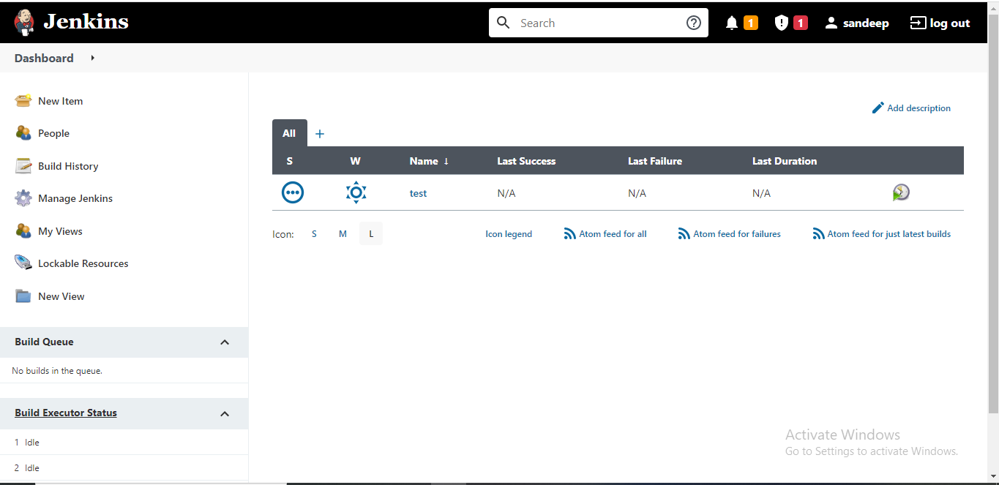 Jenkins
Search
1
1
sandeep
log out
Dashboard
New Item
People
Build History
Manage Jenkins
My Views
Lockable Resources
New View
Build Queue
No builds in the queue.
Build Executor Status
1 Idle
2 Idle
Add description
All +
S W Name ↓ Last Success Last Failure Last Duration
test N/A N/A N/A
Icon: S M L Icon legend Atom feed for all Atom feed for failures Atom feed for just latest builds
Activate Windows
Go to Settings to activate Windows.